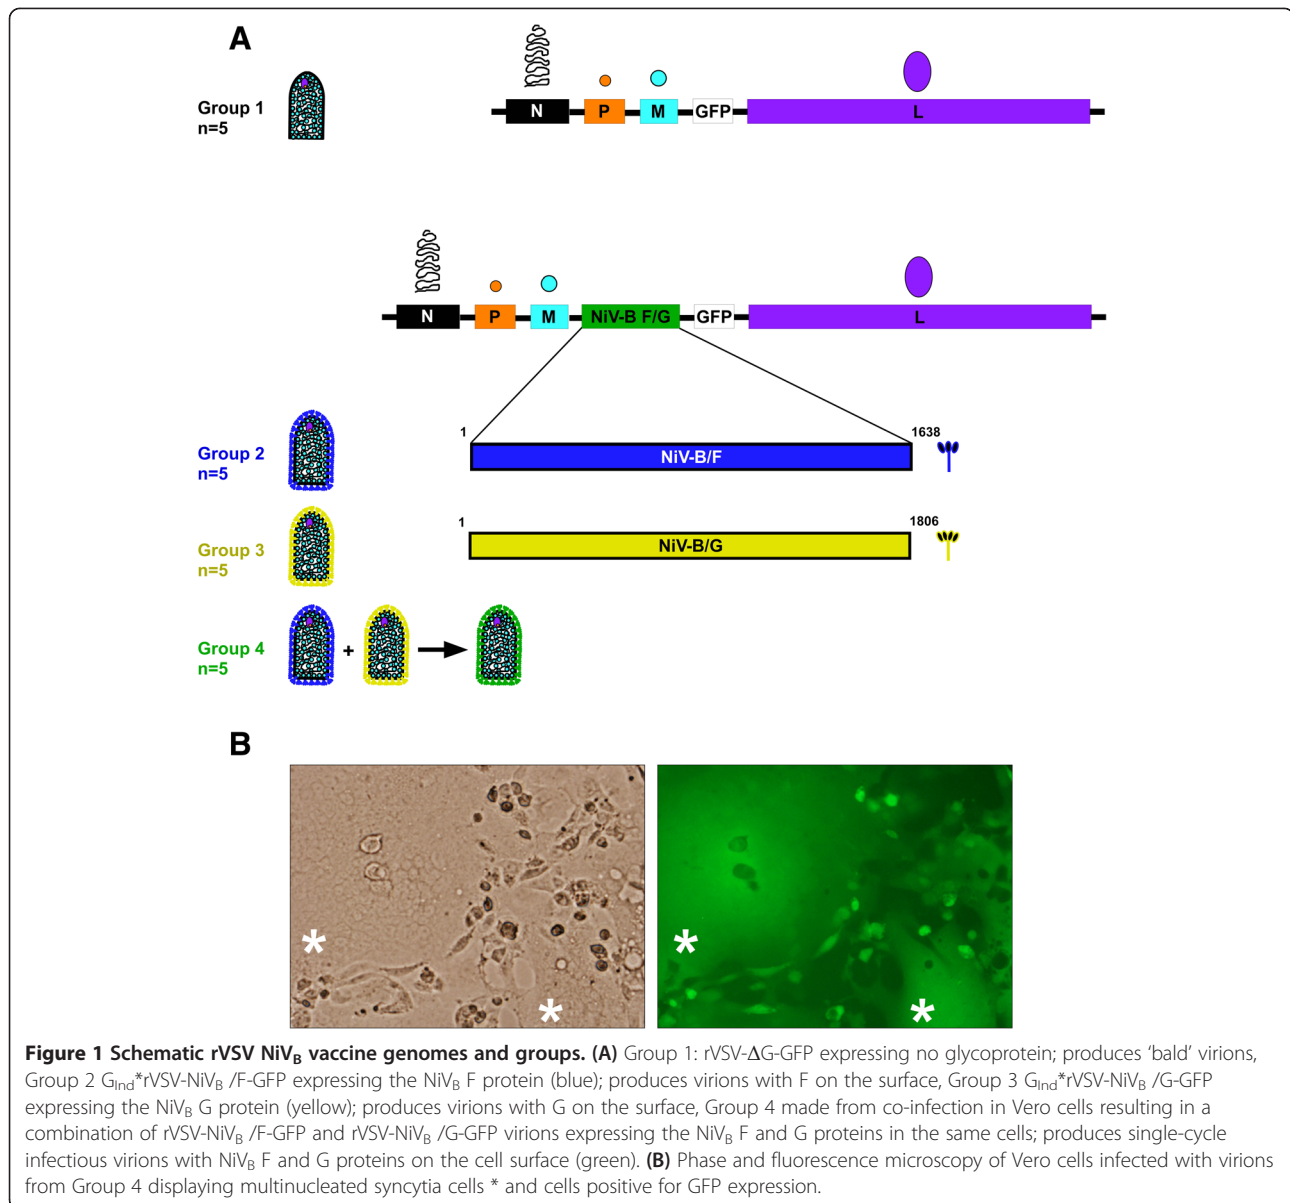 A
Group 1
n=5
N P M GFP L
N P M NiV-B F/G GFP L
1 1638
Group 2
n=5
NiV-B/F
1 1806
Group 3
n=5
NiV-B/G
Group 4
n=5
+
B
* *
* *
Figure 1 Schematic rVSV NiVB vaccine genomes and groups. (A) Group 1: rVSV-ΔG-GFP expressing no glycoprotein; produces ‘bald’ virions,
Group 2 GInd*rVSV-NiVB /F-GFP expressing the NiVB F protein (blue); produces virions with F on the surface, Group 3 GInd*rVSV-NiVB /G-GFP
expressing the NiVB G protein (yellow); produces virions with G on the surface, Group 4 made from co-infection in Vero cells resulting in a
combination of rVSV-NiVB /F-GFP and rVSV-NiVB /G-GFP virions expressing the NiVB F and G proteins in the same cells; produces single-cycle
infectious virions with NiVB F and G proteins on the cell surface (green). (B) Phase and fluorescence microscopy of Vero cells infected with virions
from Group 4 displaying multinucleated syncytia cells * and cells positive for GFP expression.